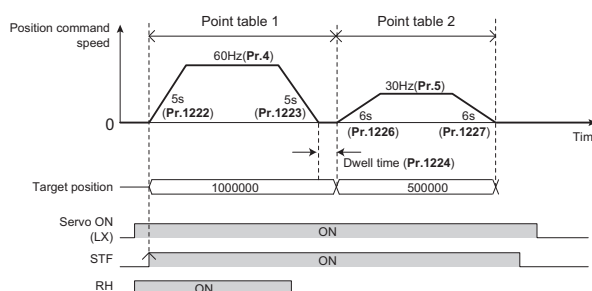 Point table 1 Point table 2
Position command
speed
60Hz(Pr.4)
30Hz(Pr.5)
5s
(Pr.1222)
5s
(Pr.1223)
6s
(Pr.1226)
6s
(Pr.1227)
0
Time
Dwell time (Pr.1224)
Target position 1000000 500000
Servo ON
(LX) ON
STF ON
RH ON